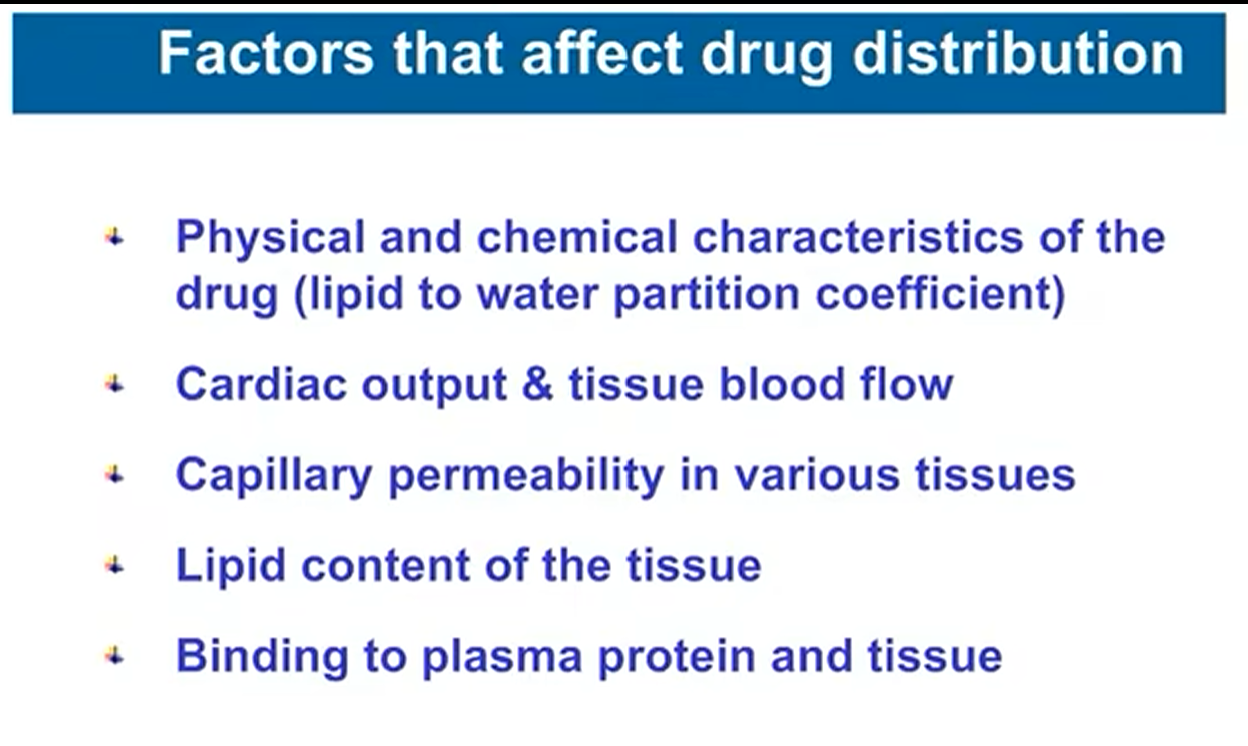 Factors that affect drug distribution
Physical and chemical characteristics of the
drug (lipid to water partition coefficient)
Cardiac output & tissue blood flow
Capillary permeability in various tissues
Lipid content of the tissue
Binding to plasma protein and tissue